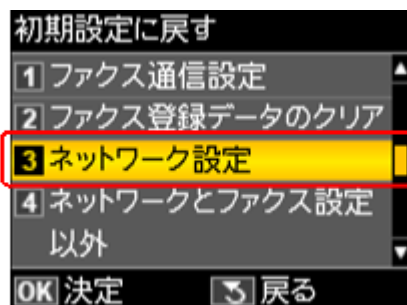 初期設定に戻す
1 ファクス通信設定
2 ファクス登録データのクリア
3 ネットワーク設定
4 ネットワークとファクス設定
以外
OK 決定 戻る